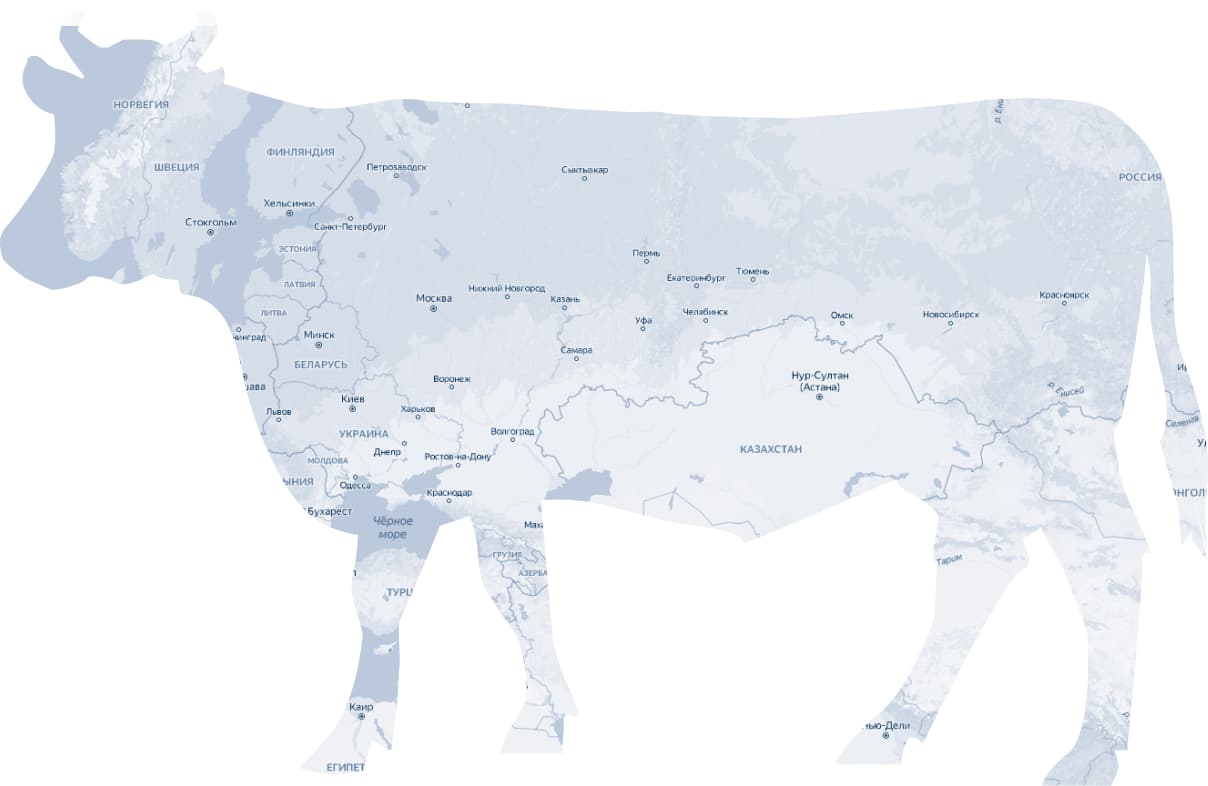 НОРВЕГИЯ
р. Ени
ШВЕЦИЯ
ФИНЛЯНДИЯ
Петрозаводск
Сыктывкар
РОССИЯ
Хельсинки
Стокгольм
Санкт-Петербург
ЭСТОНИЯ
Пермь
Екатеринбург
Тюмень
ЛАТВИЯ
Москва
Нижний Новгород
Казань
Красноярск
ЛИТВА
Уфа
Челябинск
Омск
Новосибирск
нинград
Минск
Самара
БЕЛАРУСЬ
Воронеж
Нур-Султан
(Астана)
шава
р. Енисей
Киев
Львов
Харьков
Селенга
УКРАИНА
Волгоград
КАЗАХСТАН
Днепр
Ростов-на-Дону
МОЛДОВА
ЫНИЯ
Одесса
Краснодар
ОНГОЛ
Бухарест
Чёрное
море
Маха
ГРУЗИЯ
Тарим
АЗЕРБА
ТУРЦ
Каир
нью-Дели
ЕГИПЕТ